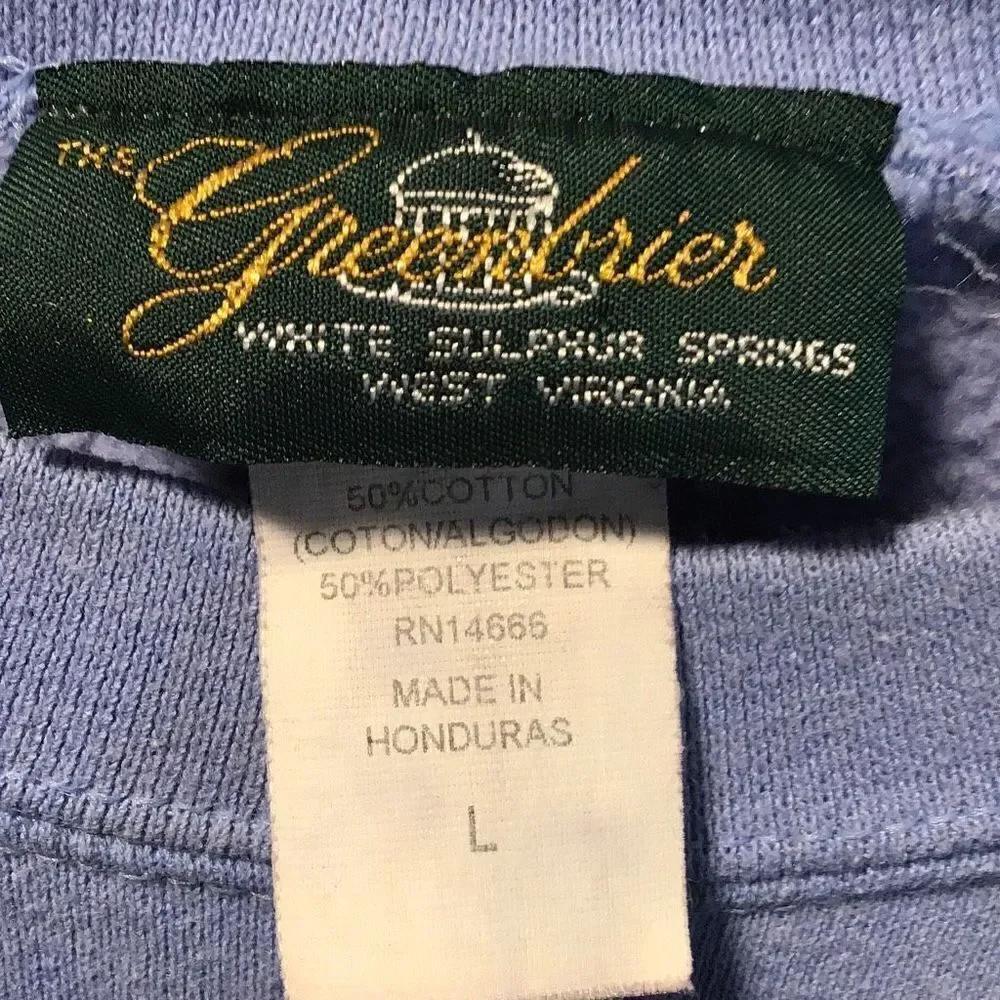 THE Greenbrier
WHITE SULPHUR SPRINGS
WEST VIRGINIA
50%COTTON
(COTON/ALGODON)
50%POLYESTER
RN14666
MADE IN
HONDURAS
L